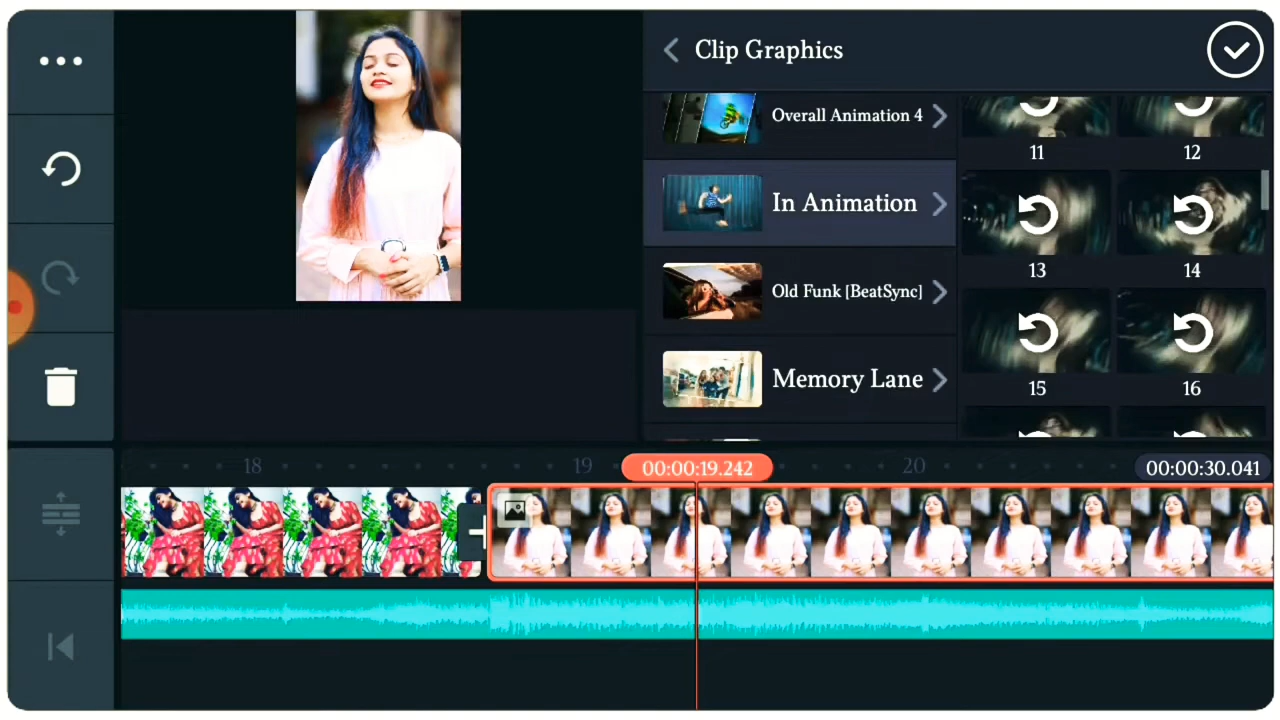 Clip Graphics
Overall Animation 4
In Animation
Old Funk [BeatSync]
Memory Lane
11
12
13
14
15
16
18
19
00:00:19.242
20
00:00:30.041